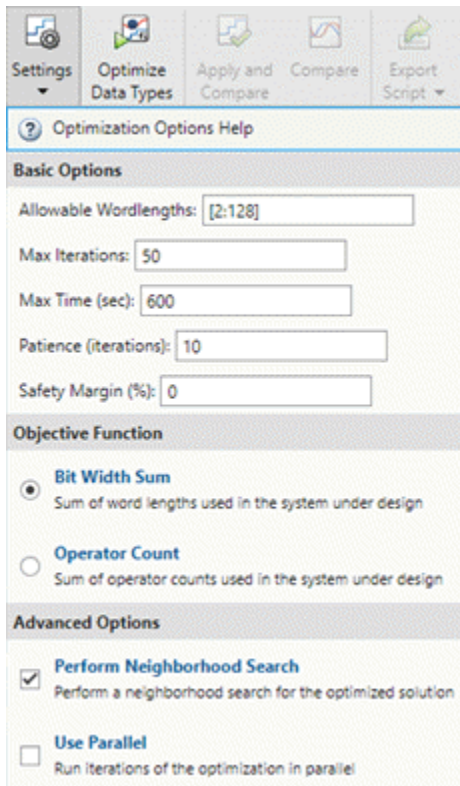 Settings
Optimize
Data Types
Apply and
Compare
Compare
Export
Script
Optimization Options Help
Basic Options
Allowable Wordlengths: [2:128]
Max Iterations: 50
Max Time (sec): 600
Patience (iterations): 10
Safety Margin (%): 0
Objective Function
Bit Width Sum
Sum of word lengths used in the system under design
Operator Count
Sum of operator counts used in the system under design
Advanced Options
Perform Neighborhood Search
Perform a neighborhood search for the optimized solution
Use Parallel
Run iterations of the optimization in parallel